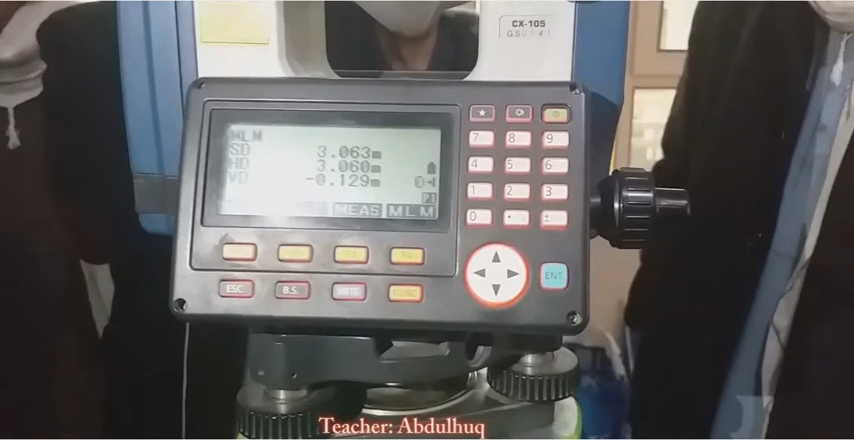 CX-105
MLM
SD 3.063m
HD 3.060m
VD -0.129m
P1
MEAS MLM
7 8 9
4 5 6
1 2 3
0 . ±
ESC B.S. FUNC ENT
Teacher: Abdulhuq